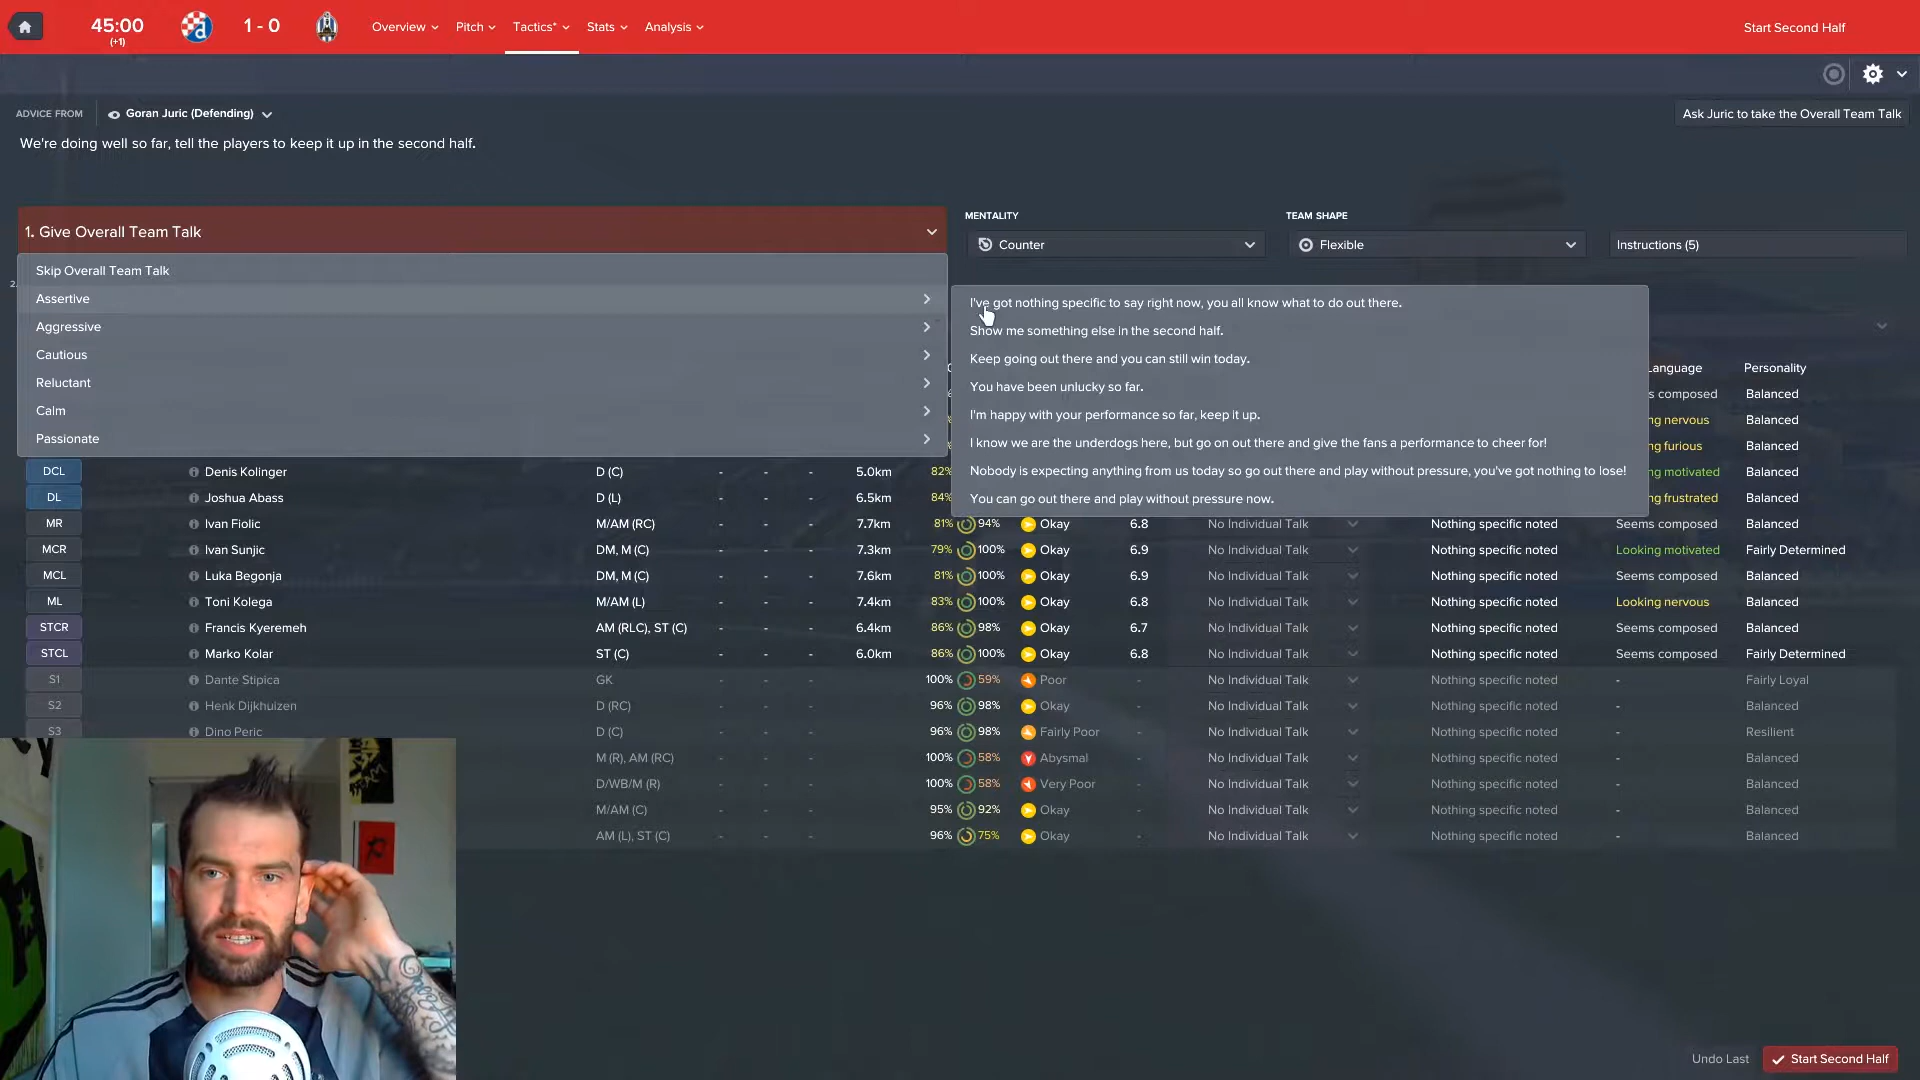 45:00
(+1)
1 - 0
Overview
Pitch
Tactics*
Stats
Analysis
Start Second Half
ADVICE FROM
Goran Juric (Defending)
Ask Juric to take the Overall Team Talk
We're doing well so far, tell the players to keep it up in the second half.
1. Give Overall Team Talk
MENTALITY
Counter
TEAM SHAPE
Flexible
Instructions (5)
2.
Skip Overall Team Talk
Assertive
Aggressive
Cautious
Reluctant
Calm
Passionate
I've got nothing specific to say right now, you all know what to do out there.
Show me something else in the second half.
Keep going out there and you can still win today.
You have been unlucky so far.
I'm happy with your performance so far, keep it up.
I know we are the underdogs here, but go on out there and give the fans a performance to cheer for!
Nobody is expecting anything from us today so go out there and play without pressure, you've got nothing to lose!
You can go out there and play without pressure now.
Language Personality
s composed Balanced
ng nervous Balanced
ng furious Balanced
DCL Denis Kolinger D (C) 5.0km 82% ng motivated Balanced
DL Joshua Abass D (L) - - - 6.5km 84% ng frustrated Balanced
MR Ivan Fiolic M/AM (RC) - - - 7.7km 81% 94% Okay 6.8 No Individual Talk Nothing specific noted Seems composed Balanced
MCR Ivan Sunjic DM, M (C) - - - 7.3km 79% 100% Okay 6.9 No Individual Talk Nothing specific noted Looking motivated Fairly Determined
MCL Luka Begonja DM, M (C) - - - 7.6km 81% 100% Okay 6.9 No Individual Talk Nothing specific noted Seems composed Balanced
ML Toni Kolega M/AM (L) - - - 7.4km 83% 100% Okay 6.8 No Individual Talk Nothing specific noted Looking nervous Balanced
STCR Francis Kyeremeh AM (RLC), ST (C) - - - 6.4km 86% 98% Okay 6.7 No Individual Talk Nothing specific noted Seems composed Balanced
STCL Marko Kolar ST (C) - - - 6.0km 86% 100% Okay 6.8 No Individual Talk Nothing specific noted Seems composed Fairly Determined
S1 Dante Stipica GK - - - 100% 59% Poor - No Individual Talk Nothing specific noted - Fairly Loyal
S2 Henk Dijkhuizen D (RC) - - - 96% 98% Okay - No Individual Talk Nothing specific noted - Balanced
S3 Dino Peric D (C) - - - 96% 98% Fairly Poor - No Individual Talk Nothing specific noted - Resilient
M (R), AM (RC) - - - 100% 58% Abysmal - No Individual Talk Nothing specific noted - Balanced
D/WB/M (R) - - - 100% 58% Very Poor - No Individual Talk Nothing specific noted - Balanced
M/AM (C) - - - 95% 92% Okay - No Individual Talk Nothing specific noted - Balanced
AM (L), ST (C) - - - 96% 75% Okay - No Individual Talk Nothing specific noted - Balanced
Undo Last
Start Second Half